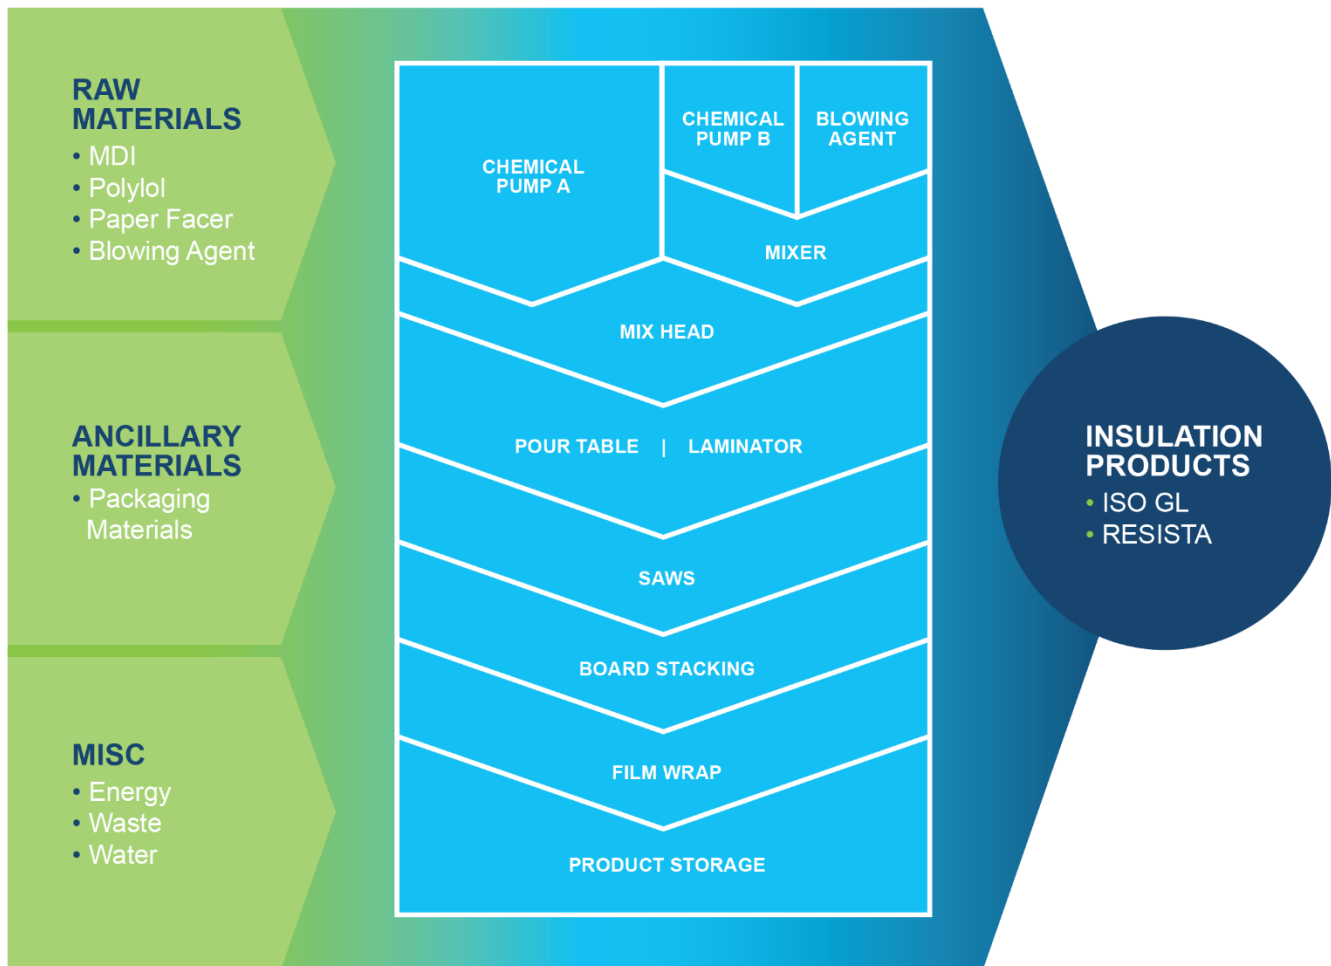 RAW
MATERIALS
• MDI
• Polylol
• Paper Facer
• Blowing Agent
ANCILLARY
MATERIALS
• Packaging
Materials
MISC
• Energy
• Waste
• Water
CHEMICAL
PUMP A
CHEMICAL
PUMP B
BLOWING
AGENT
MIXER
MIX HEAD
POUR TABLE | LAMINATOR
SAWS
BOARD STACKING
FILM WRAP
PRODUCT STORAGE
INSULATION
PRODUCTS
• ISO GL
• RESISTA